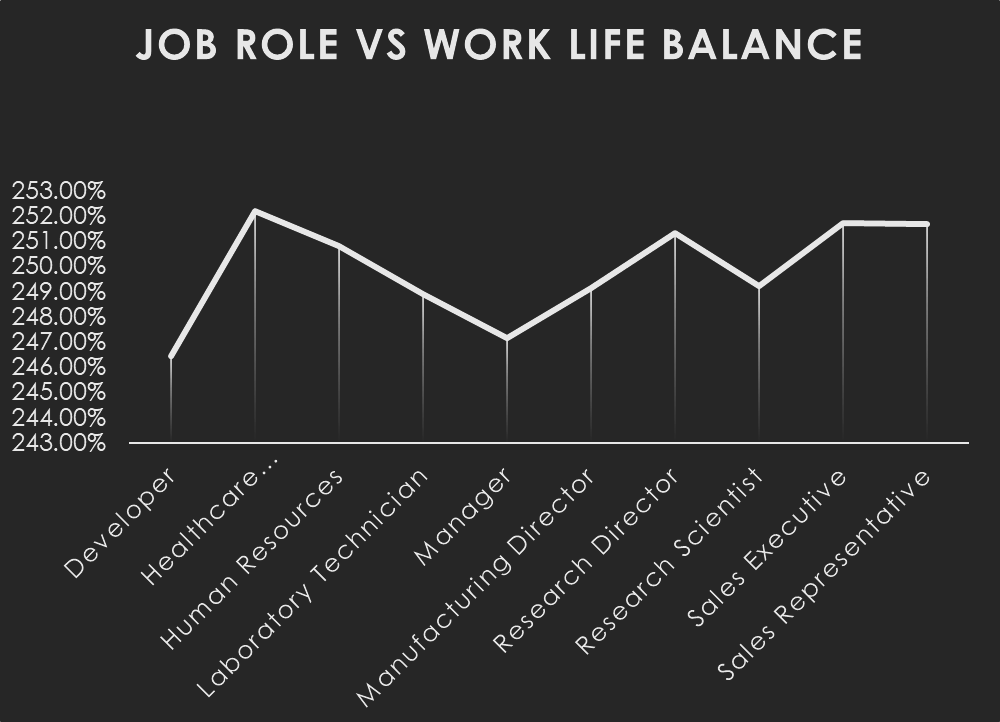 JOB ROLE VS WORK LIFE BALANCE
253.00%
252.00%
251.00%
250.00%
249.00%
248.00%
247.00%
246.00%
245.00%
244.00%
243.00%
Developer
Healthcare...
Human Resources
Laboratory Technician
Manager
Manufacturing Director
Research Director
Research Scientist
Sales Executive
Sales Representative